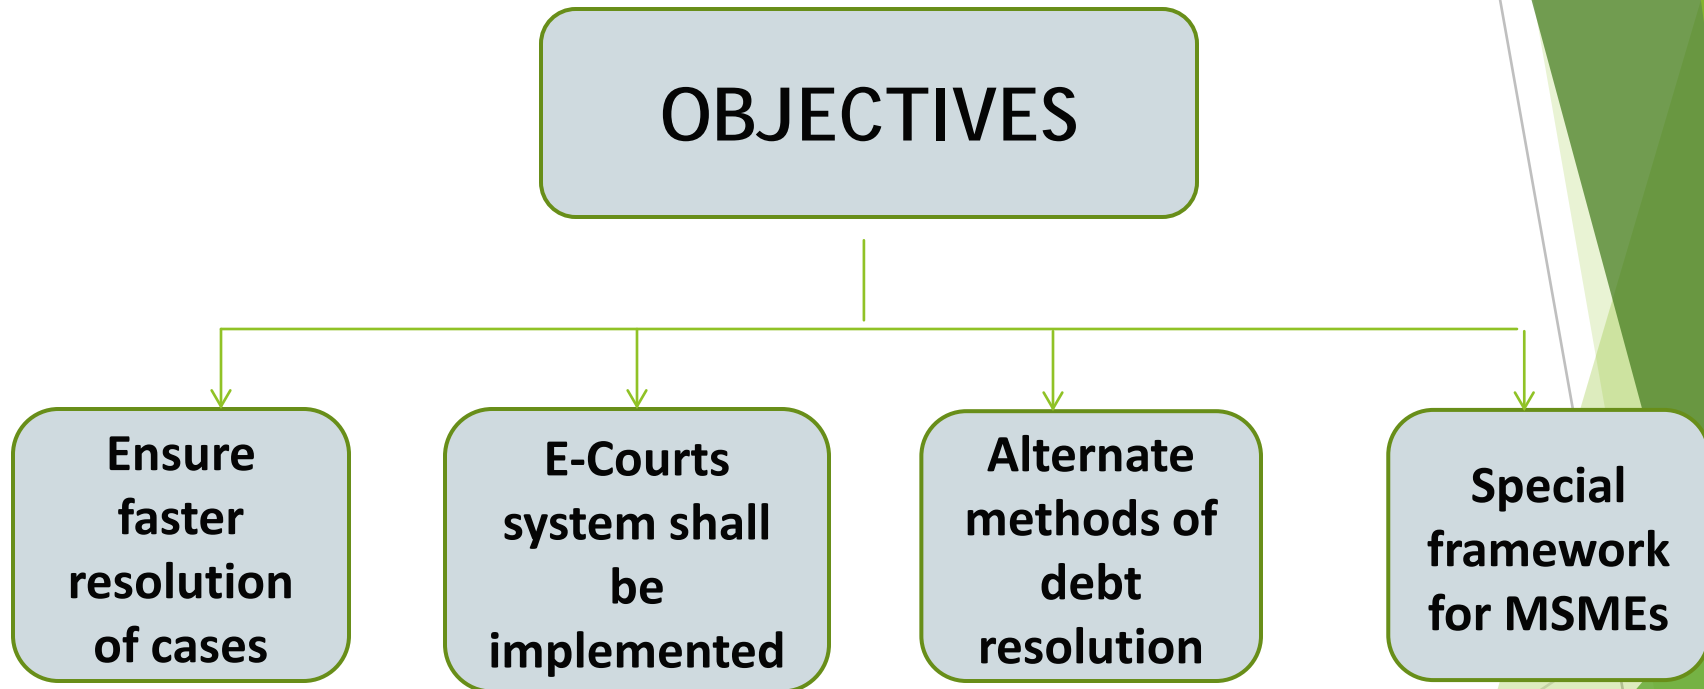 OBJECTIVES
Ensure
faster
resolution
of cases
E-Courts
system shall
be
implemented
Alternate
methods of
debt
resolution
Special
framework
for MSMEs